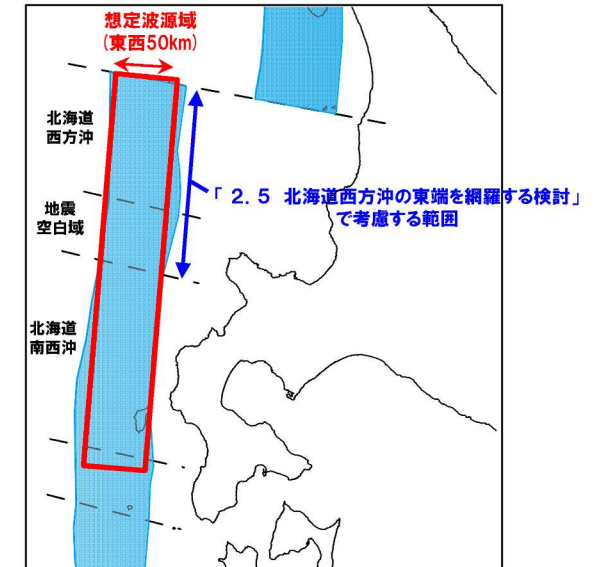 想定波源域
(東西50km)
北海道
西方沖
「 2.5 北海道西方沖の東端を網羅する検討」
で考慮する範囲
地震
空白域
北海道
南西沖